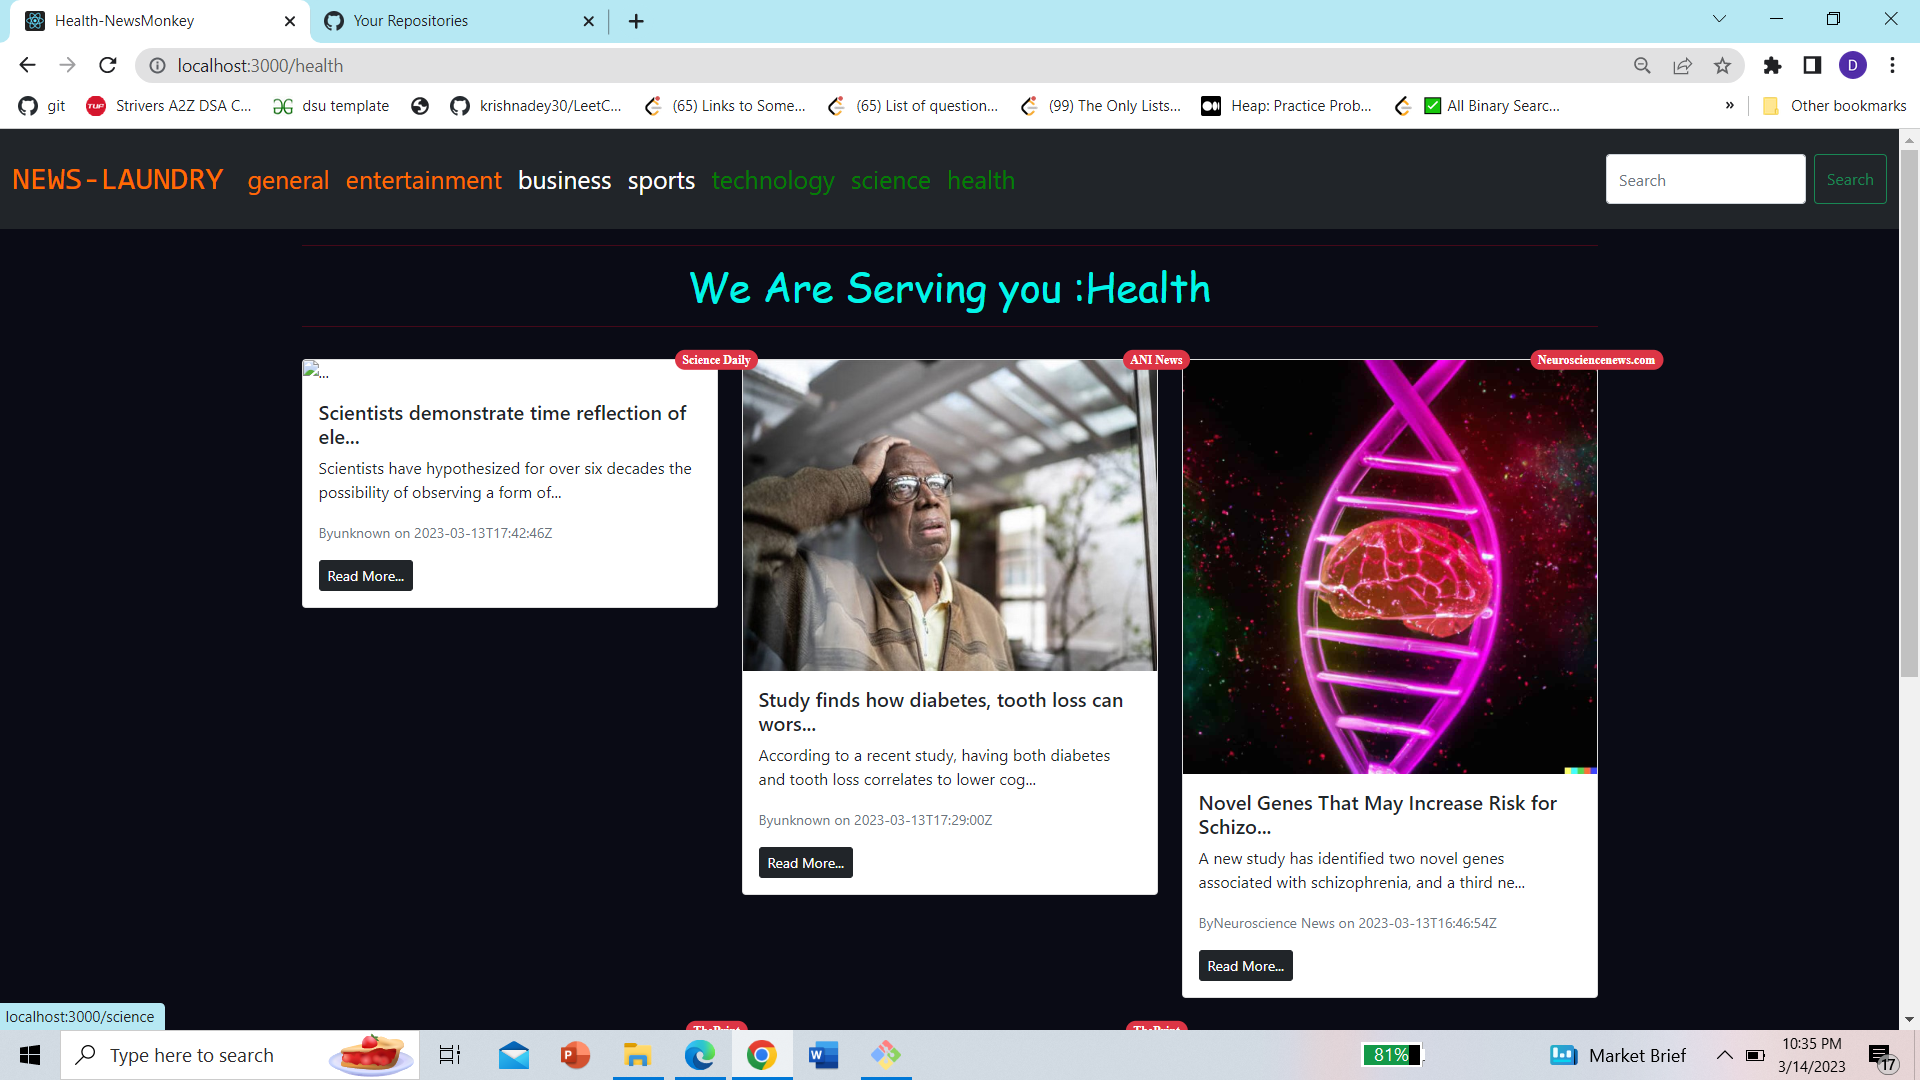 Health-NewsMonkey
Your Repositories
localhost:3000/health
D
git
Strivers A2Z DSA C...
dsu template
krishnadey30/LeetC...
(65) Links to Some...
(65) List of question...
(99) The Only Lists...
Heap: Practice Prob...
All Binary Searc...
»
Other bookmarks
NEWS-LAUNDRY
general
entertainment
business
sports
technology
science
health
Search
Search
We Are Serving you :Health
Science Daily
...
Scientists demonstrate time reflection of
ele...
Scientists have hypothesized for over six decades the
possibility of observing a form of...
Byunknown on 2023-03-13T17:42:46Z
Read More...
ANI News
Study finds how diabetes, tooth loss can
wors...
According to a recent study, having both diabetes
and tooth loss correlates to lower cog...
Byunknown on 2023-03-13T17:29:00Z
Read More...
Neurosciencenews.com
Novel Genes That May Increase Risk for
Schizo...
A new study has identified two novel genes
associated with schizophrenia, and a third ne...
ByNeuroscience News on 2023-03-13T16:46:54Z
Read More...
ThePrint
ThePrint
localhost:3000/science
Type here to search
81%
Market Brief
10:35 PM
3/14/2023
17